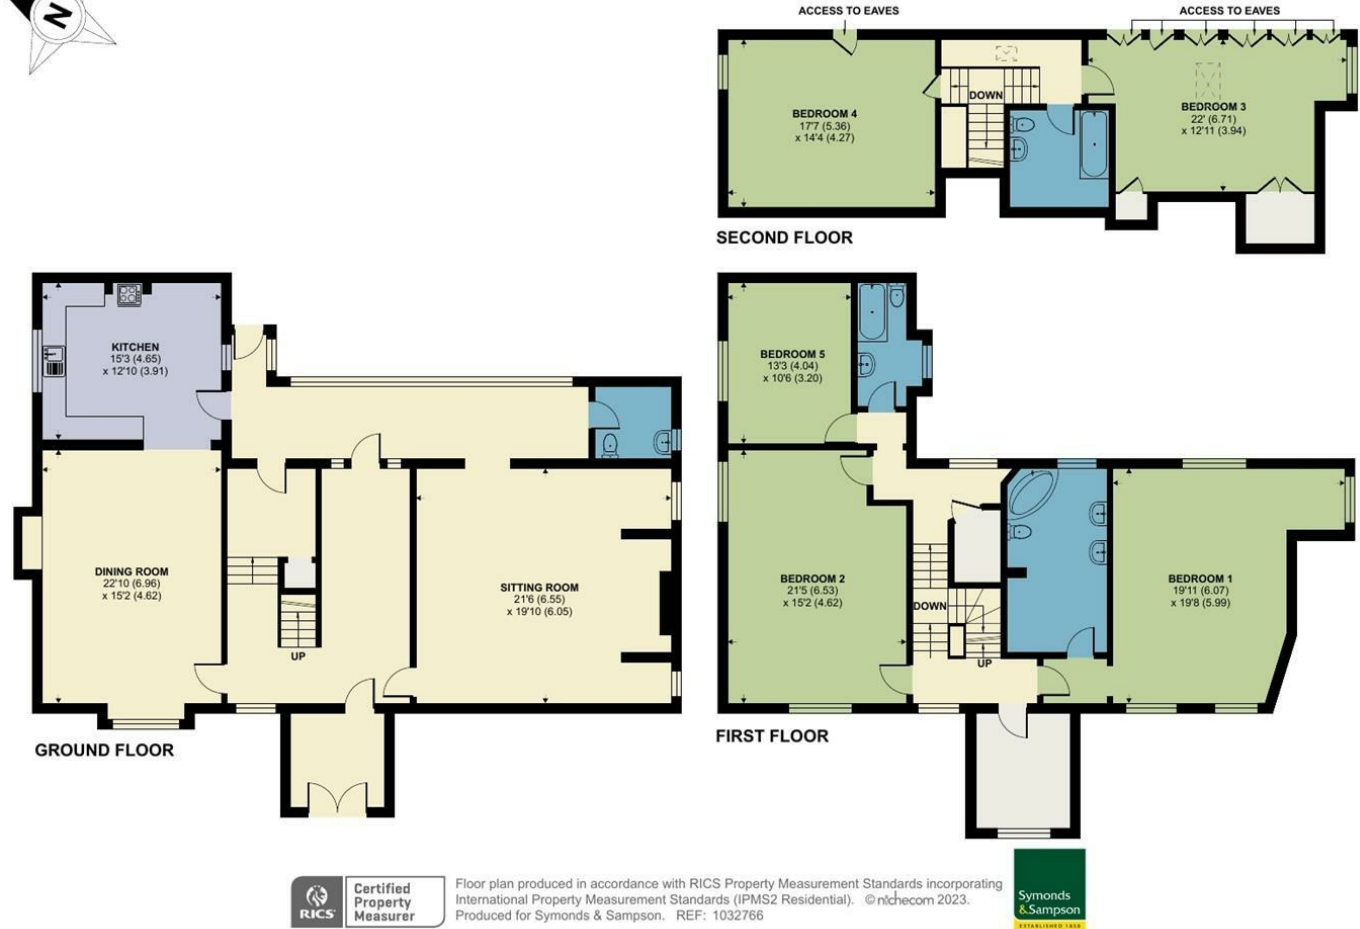 N
ACCESS TO EAVES
ACCESS TO EAVES
BEDROOM 4
17'7 (5.36)
x 14'4 (4.27)
DOWN
BEDROOM 3
22' (6.71)
x 12'11 (3.94)
SECOND FLOOR
KITCHEN
15'3 (4.65)
x 12'10 (3.91)
DINING ROOM
22'10 (6.96)
x 15'2 (4.62)
SITTING ROOM
21'6 (6.55)
x 19'10 (6.05)
UP
GROUND FLOOR
BEDROOM 5
13'3 (4.04)
x 10'6 (3.20)
BEDROOM 2
21'5 (6.53)
x 15'2 (4.62)
DOWN
UP
BEDROOM 1
19'11 (6.07)
x 19'8 (5.99)
FIRST FLOOR
RICS
Certified
Property
Measurer
Floor plan produced in accordance with RICS Property Measurement Standards incorporating
International Property Measurement Standards (IPMS2 Residential). © nichecom 2023.
Produced for Symonds & Sampson. REF: 1032766
Symonds
&Sampson
ESTABLISHED 1858